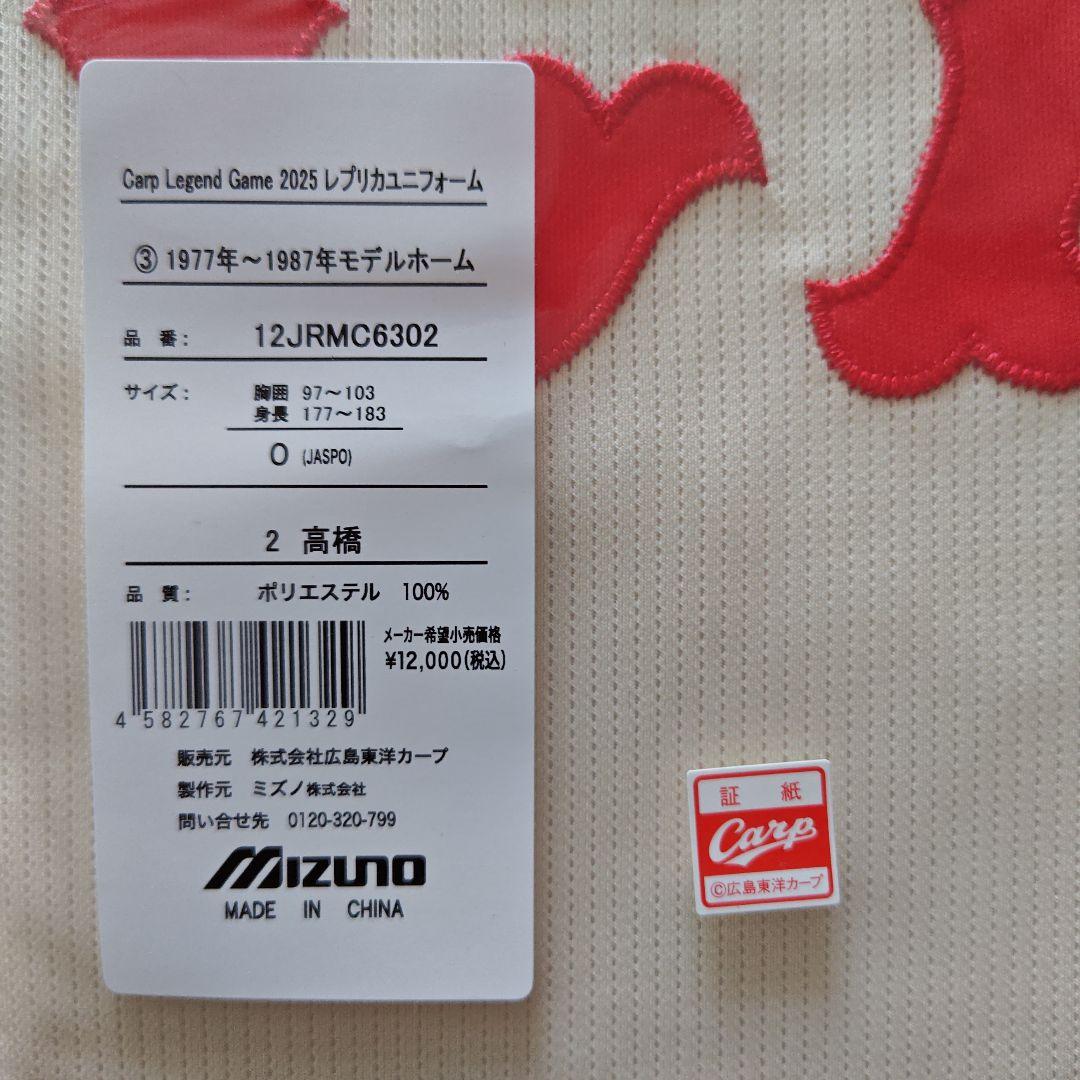 Carp Legend Game 2025 レプリカユニフォーム
③ 1977年～1987年モデルホーム
品 番: 12JRMC6302
サイズ: 胸囲 97～103
身長 177～183
O (JASPO)
2 高橋
品 質: ポリエステル 100%
メーカー希望小売価格
¥12,000(税込)
4 582767 421329
販売元 株式会社広島東洋カープ
製作元 ミズノ株式会社
問い合せ先 0120-320-799
MIZUNO
MADE IN CHINA
証 紙
Carp
©広島東洋カープ